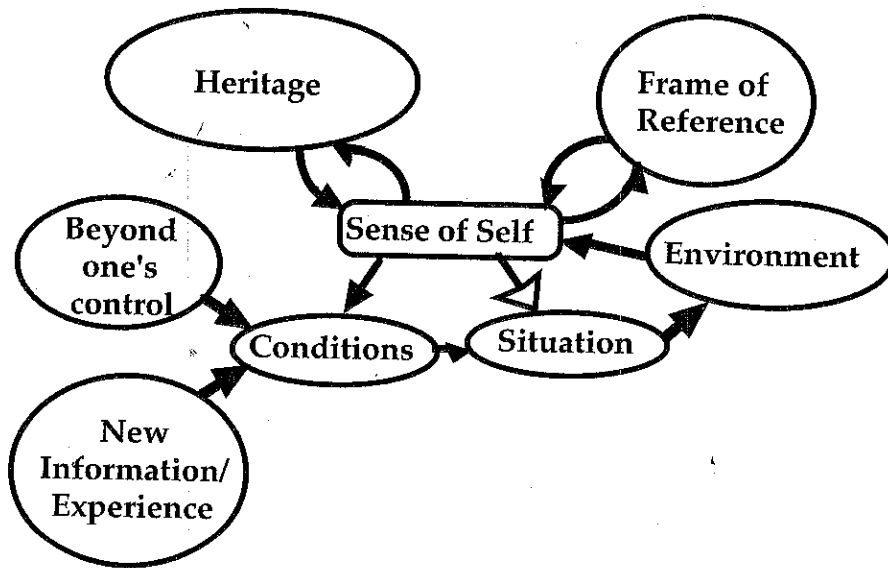 Heritage
Frame of
Reference
Sense of Self
Beyond
one's
control
Environment
Conditions
Situation
New
Information/
Experience